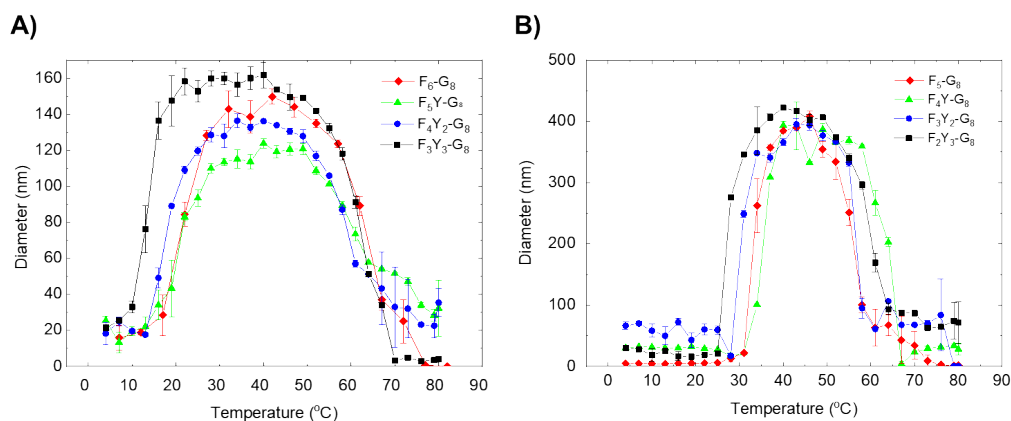 A)
B)
Diameter (nm)
160
140
120
100
80
60
40
20
0
0 10 20 30 40 50 60 70 80 90
Temperature (°C)
F₆-G₈
F₅Y-G₈
F₄Y₂-G₈
F₃Y₃-G₈
Diameter (nm)
500
400
300
200
100
0
0 10 20 30 40 50 60 70 80 90
Temperature (°C)
F₅-G₈
F₄Y-G₈
F₃Y₂-G₈
F₂Y₃-G₈